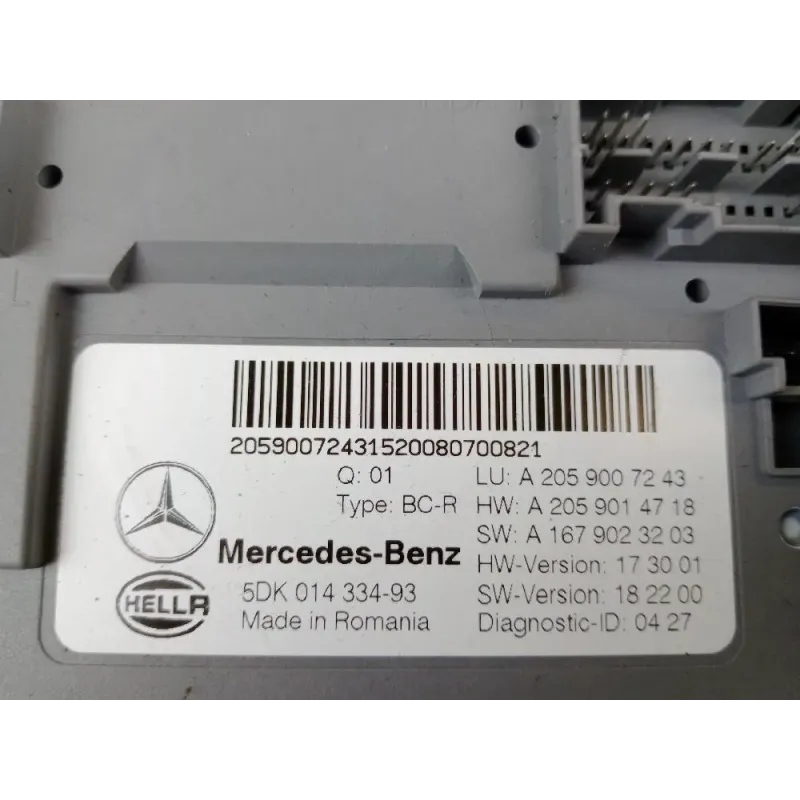 205900724315200807​00821
Q: 01 LU: A 205 900 72 43
Type: BC-R HW: A 205 901 47 18
SW: A 167 902 32 03
Mercedes-Benz HW-Version: 17 30 01
HELLA 5DK 014 334-93 SW-Version: 18 22 00
Made in Romania Diagnostic-ID: 04 27